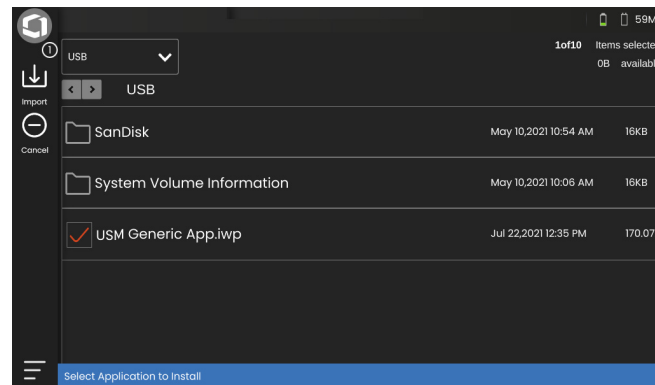 59M
1
USB
1of10 Items selecte
0B availabl
Import
USB
SanDisk May 10,2021 10:54 AM 16KB
Cancel
System Volume Information May 10,2021 10:06 AM 16KB
USM Generic App.iwp Jul 22,2021 12:35 PM 170.07
Select Application to Install